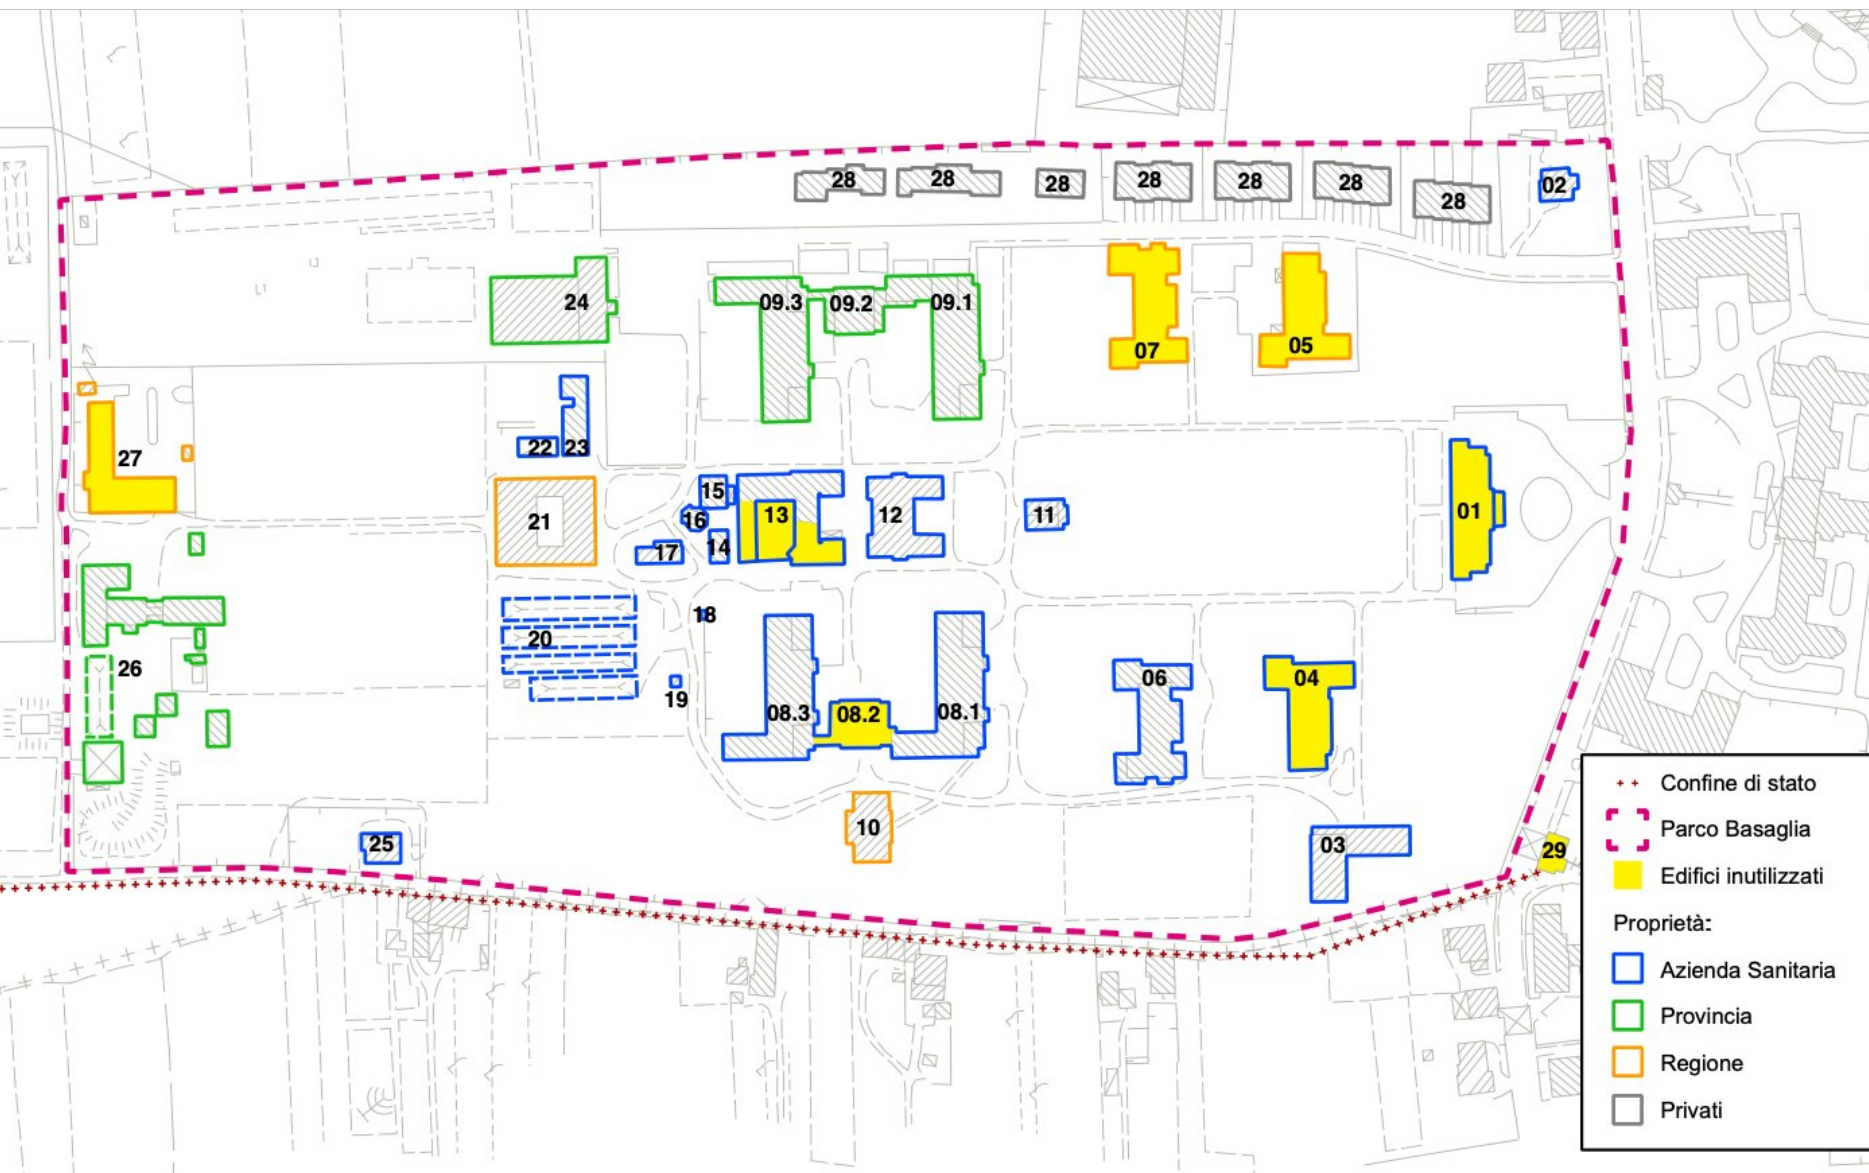 28 28 28 28 28 28 28 02
24 09.3 09.2 09.1 07 05
27 22 23
21 15 16 17 14 13 12 11 01
18
20
26 19 08.3 08.2 08.1 06 04
25 10 03 29
Confine di stato
Parco Basaglia
Edifici inutilizzati
Proprietà:
Azienda Sanitaria
Provincia
Regione
Privati